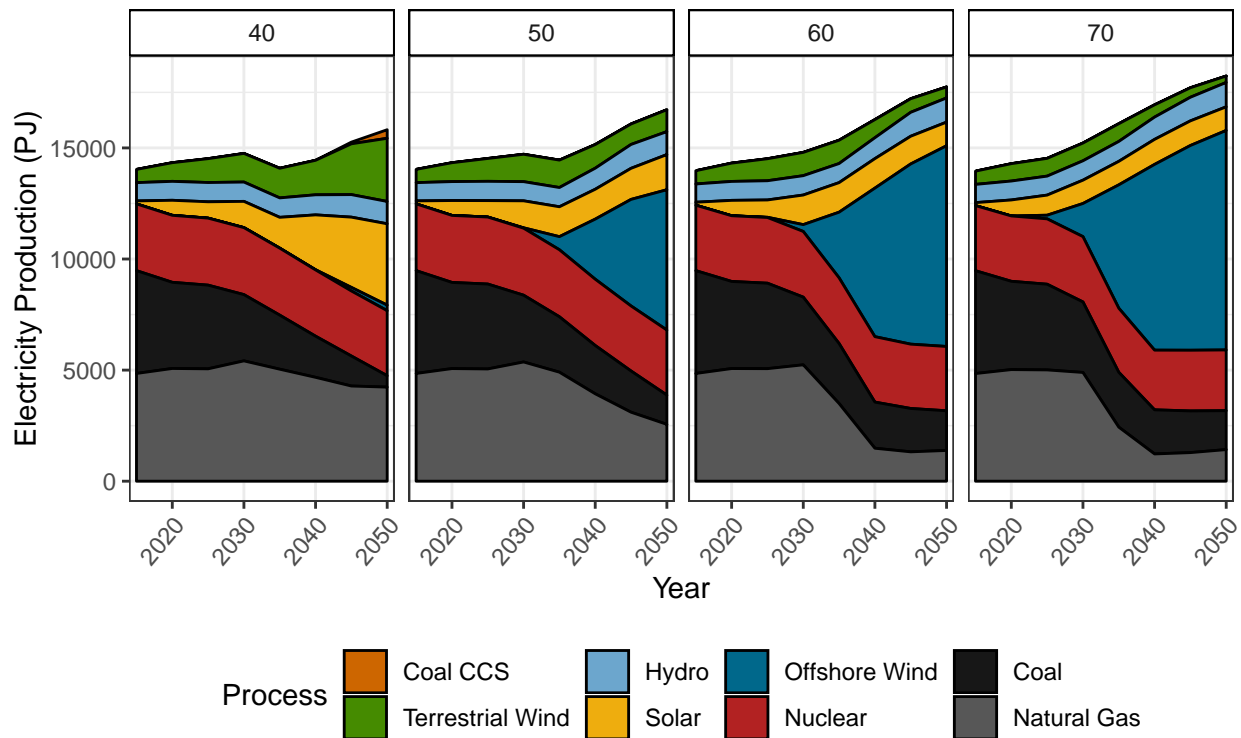 40 50 60 70
Electricity Production (PJ)
15000
10000
5000
0
2020 2030 2040 2050 2020 2030 2040 2050 2020 2030 2040 2050 2020 2030 2040 2050
Year
Process
Coal CCS Hydro Offshore Wind Coal
Terrestrial Wind Solar Nuclear Natural Gas